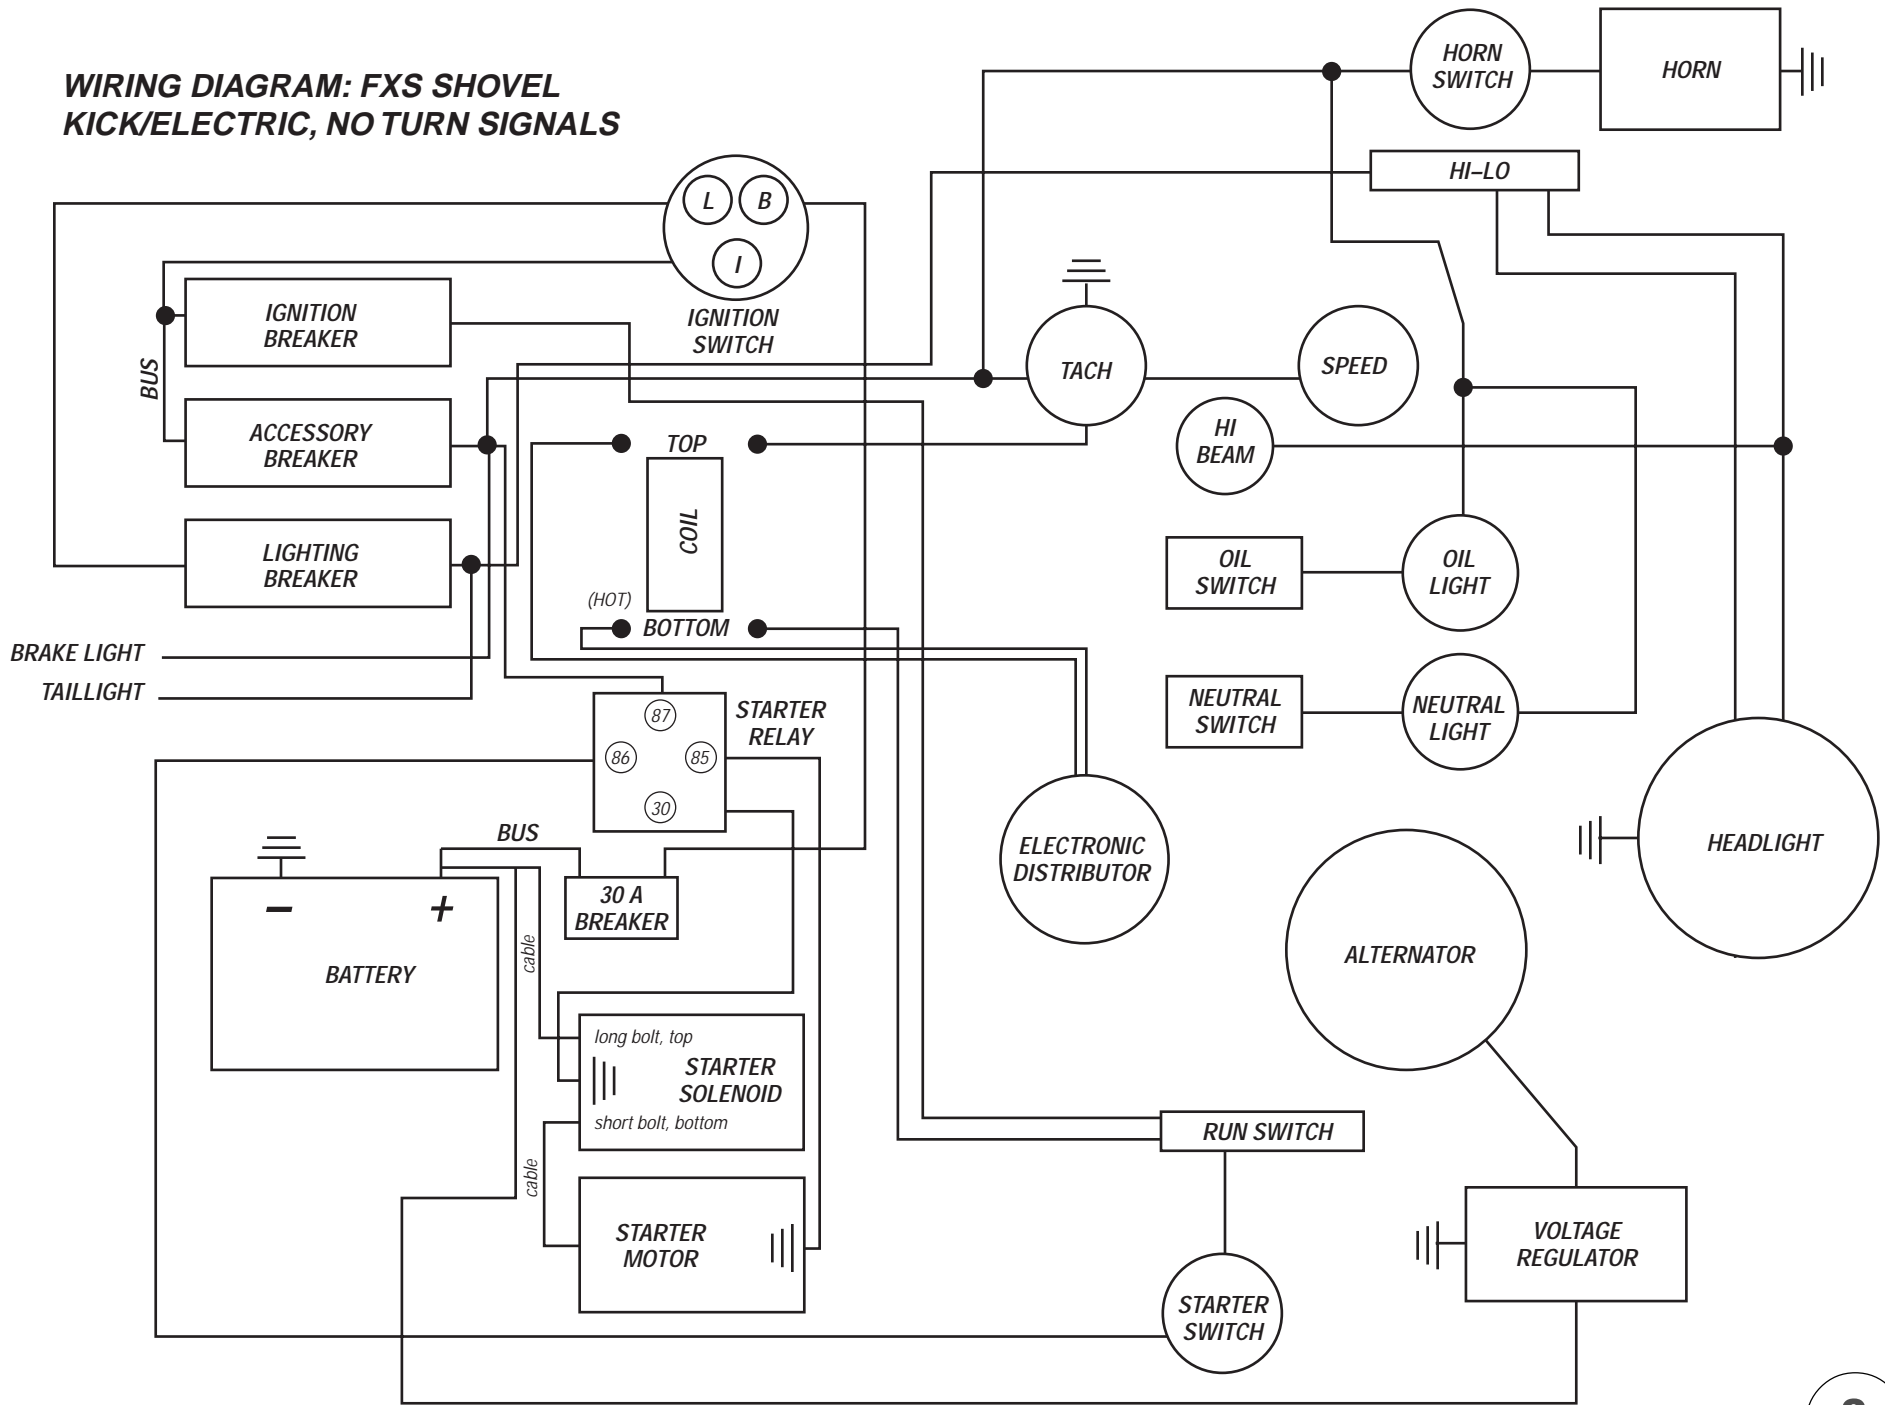 WIRING DIAGRAM: FXS SHOVEL
KICK/ELECTRIC, NO TURN SIGNALS
HORN
SWITCH
HORN
HI–LO
L
B
I
IGNITION
SWITCH
IGNITION
BREAKER
BUS
ACCESSORY
BREAKER
LIGHTING
BREAKER
BRAKE LIGHT
TAILLIGHT
TACH
SPEED
HI
BEAM
TOP
COIL
(HOT)
BOTTOM
OIL
SWITCH
OIL
LIGHT
NEUTRAL
SWITCH
NEUTRAL
LIGHT
87
86
85
30
STARTER
RELAY
BUS
30 A
BREAKER
–
+
BATTERY
cable
long bolt, top
STARTER
SOLENOID
short bolt, bottom
cable
STARTER
MOTOR
ELECTRONIC
DISTRIBUTOR
HEADLIGHT
ALTERNATOR
RUN SWITCH
STARTER
SWITCH
VOLTAGE
REGULATOR